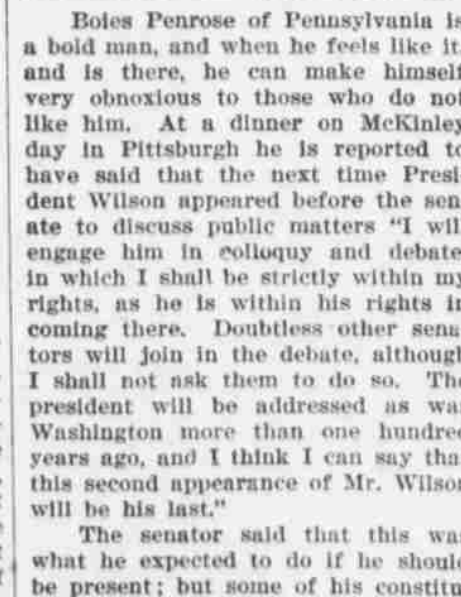 Boies Penrose of Pennsylvania is
a bold man, and when he feels like it
and is there, he can make himself
very obnoxious to those who do not
like him. At a dinner on McKinley
day in Pittsburgh he is reported to
have said that the next time Presi
dent Wilson appeared before the sen
ate to discuss public matters "I wil
engage him in colloquy and debate
in which I shall be strictly within my
rights, as he is within his rights in
coming there. Doubtless other sena
tors will join in the debate, although
I shall not ask them to do so. The
president will be addressed as was
Washington more than one hundred
years ago, and I think I can say tha
this second appearance of Mr. Wilson
will be his last."
The senator said that this was
what he expected to do if he should
be present; but some of his constitu